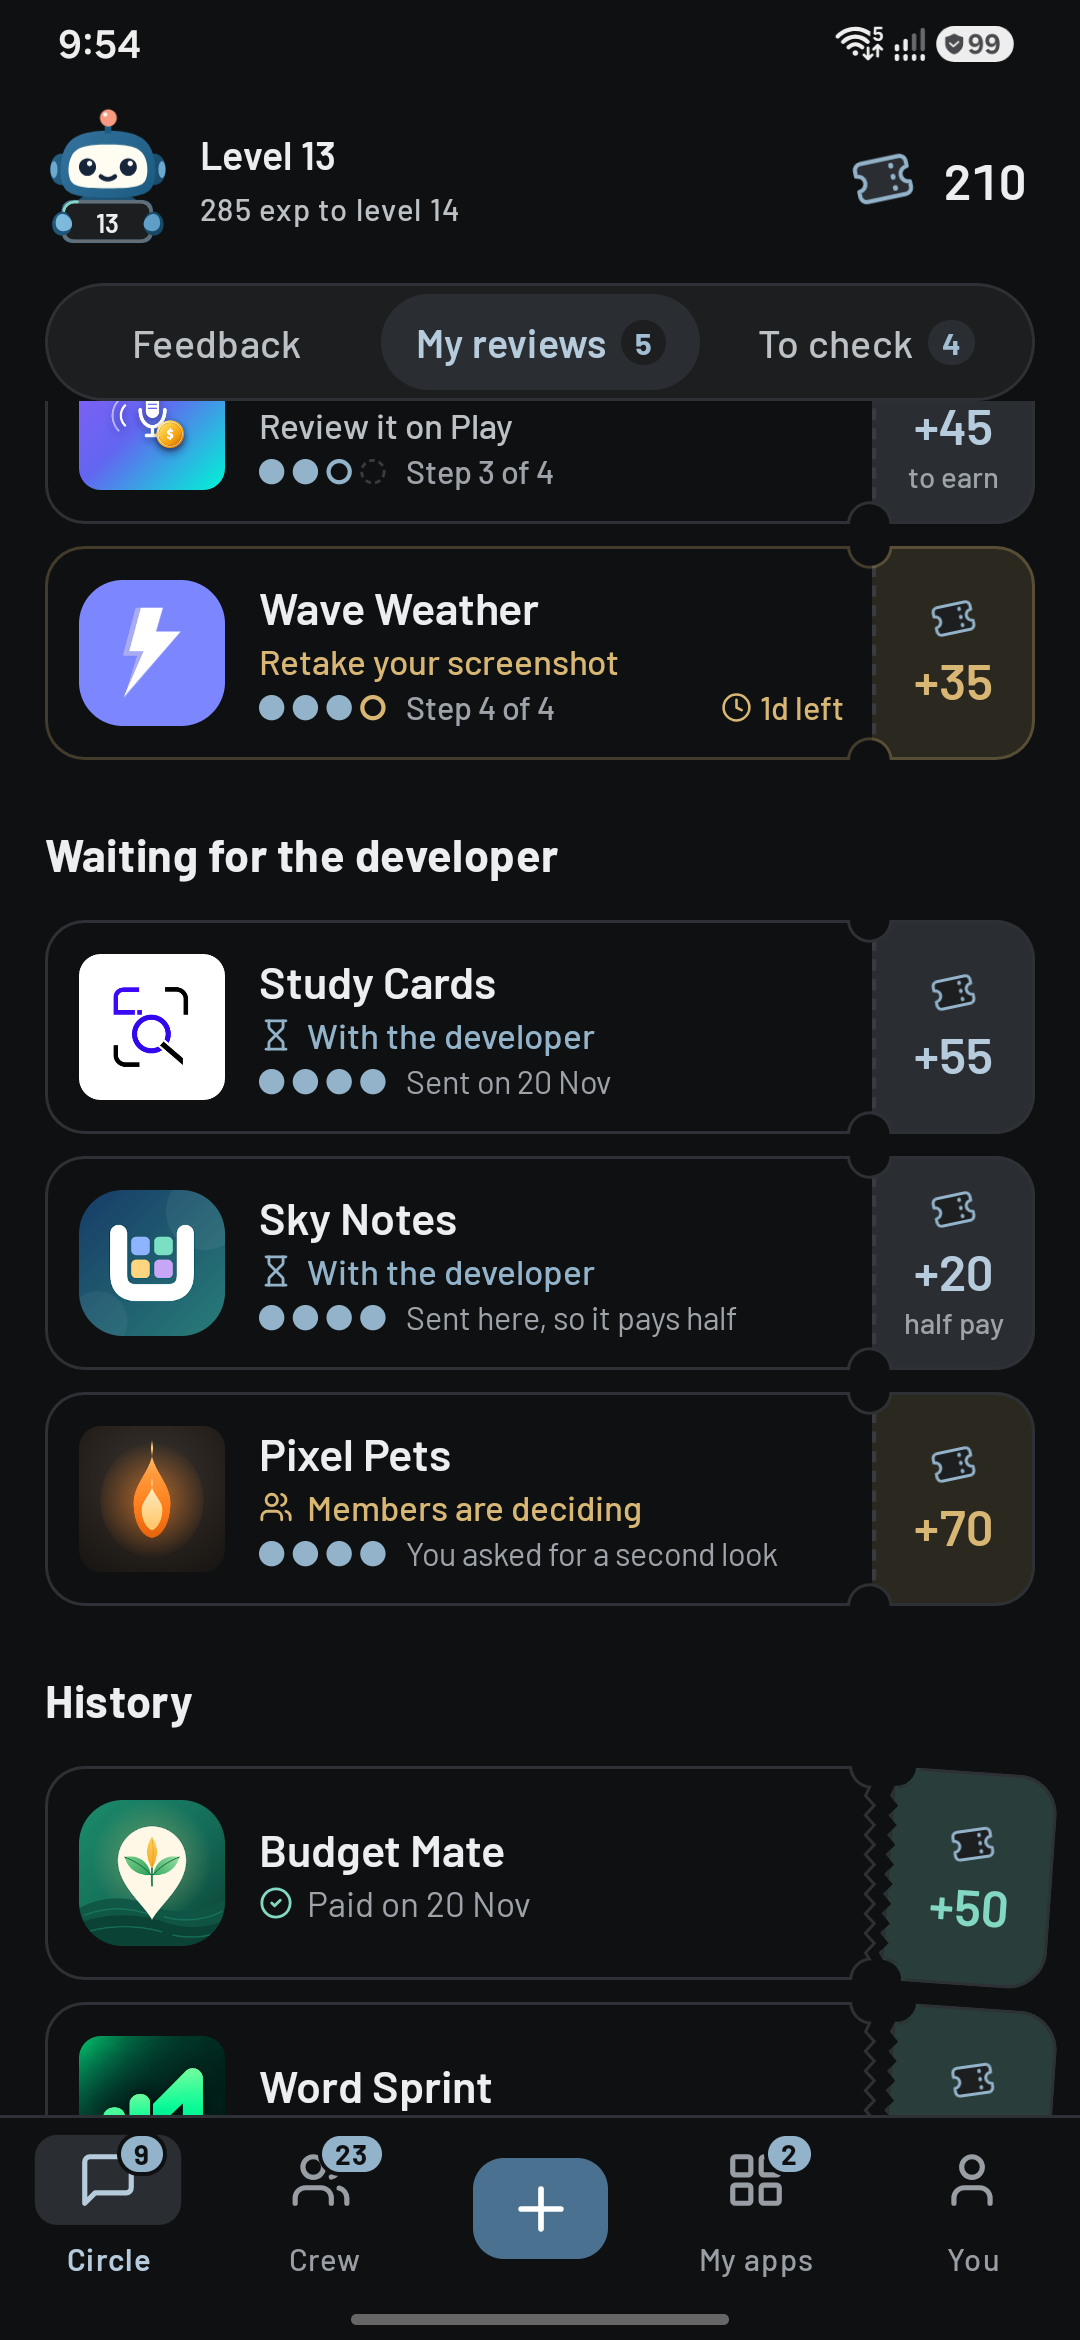 9:54
5
99
Level 13
285 exp to level 14
13
210
Feedback
My reviews 5
To check 4
Review it on Play
Step 3 of 4
+45
to earn
Wave Weather
Retake your screenshot
Step 4 of 4
1d left
+35
Waiting for the developer
Study Cards
With the developer
Sent on 20 Nov
+55
Sky Notes
With the developer
Sent here, so it pays half
+20
half pay
Pixel Pets
Members are deciding
You asked for a second look
+70
History
Budget Mate
Paid on 20 Nov
+50
Word Sprint
9
23
2
Circle
Crew
My apps
You